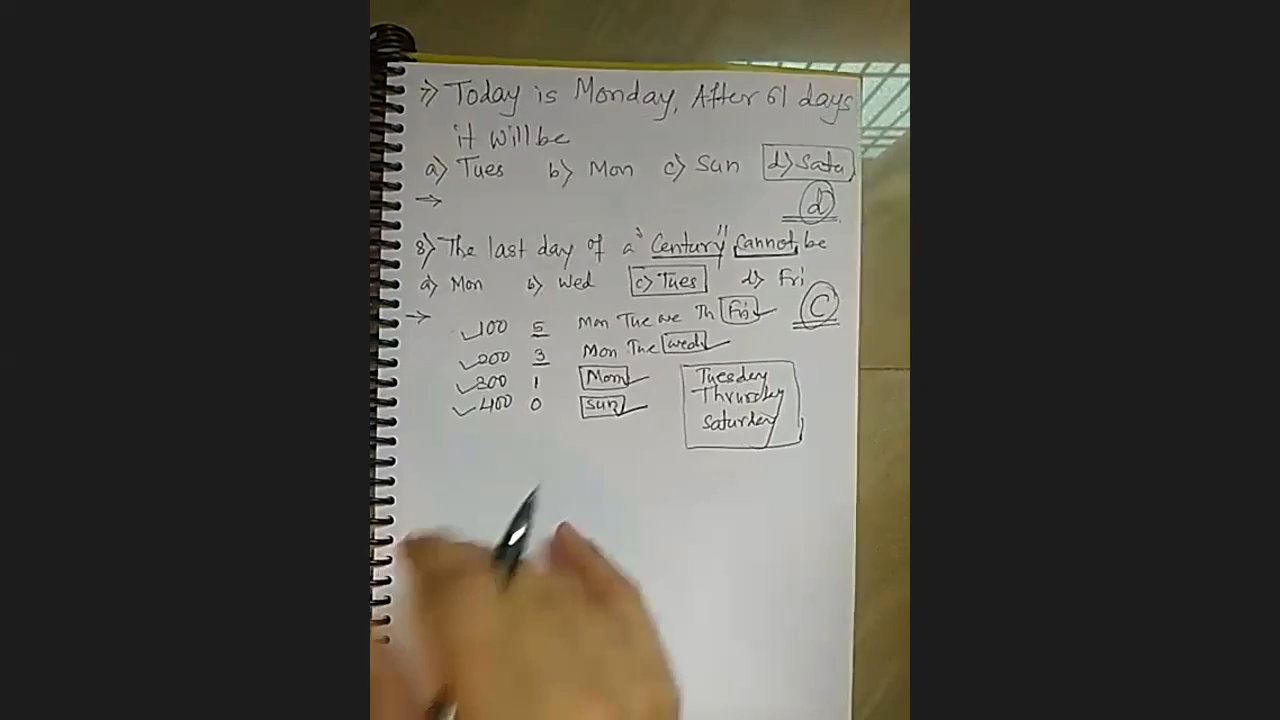 7) Today is Monday, After 61 days
it will be
a) Tues b) Mon c) Sun d) Satu
→ d
8) The last day of a "Century" cannot be
a) Mon b) Wed c) Tues d) Fri
→ C
100 5 Mon Tue we Th Fri
200 3 Mon Tue wed
300 1 Mon
400 0 Sun
Tuesday
Thrusday
Saturday